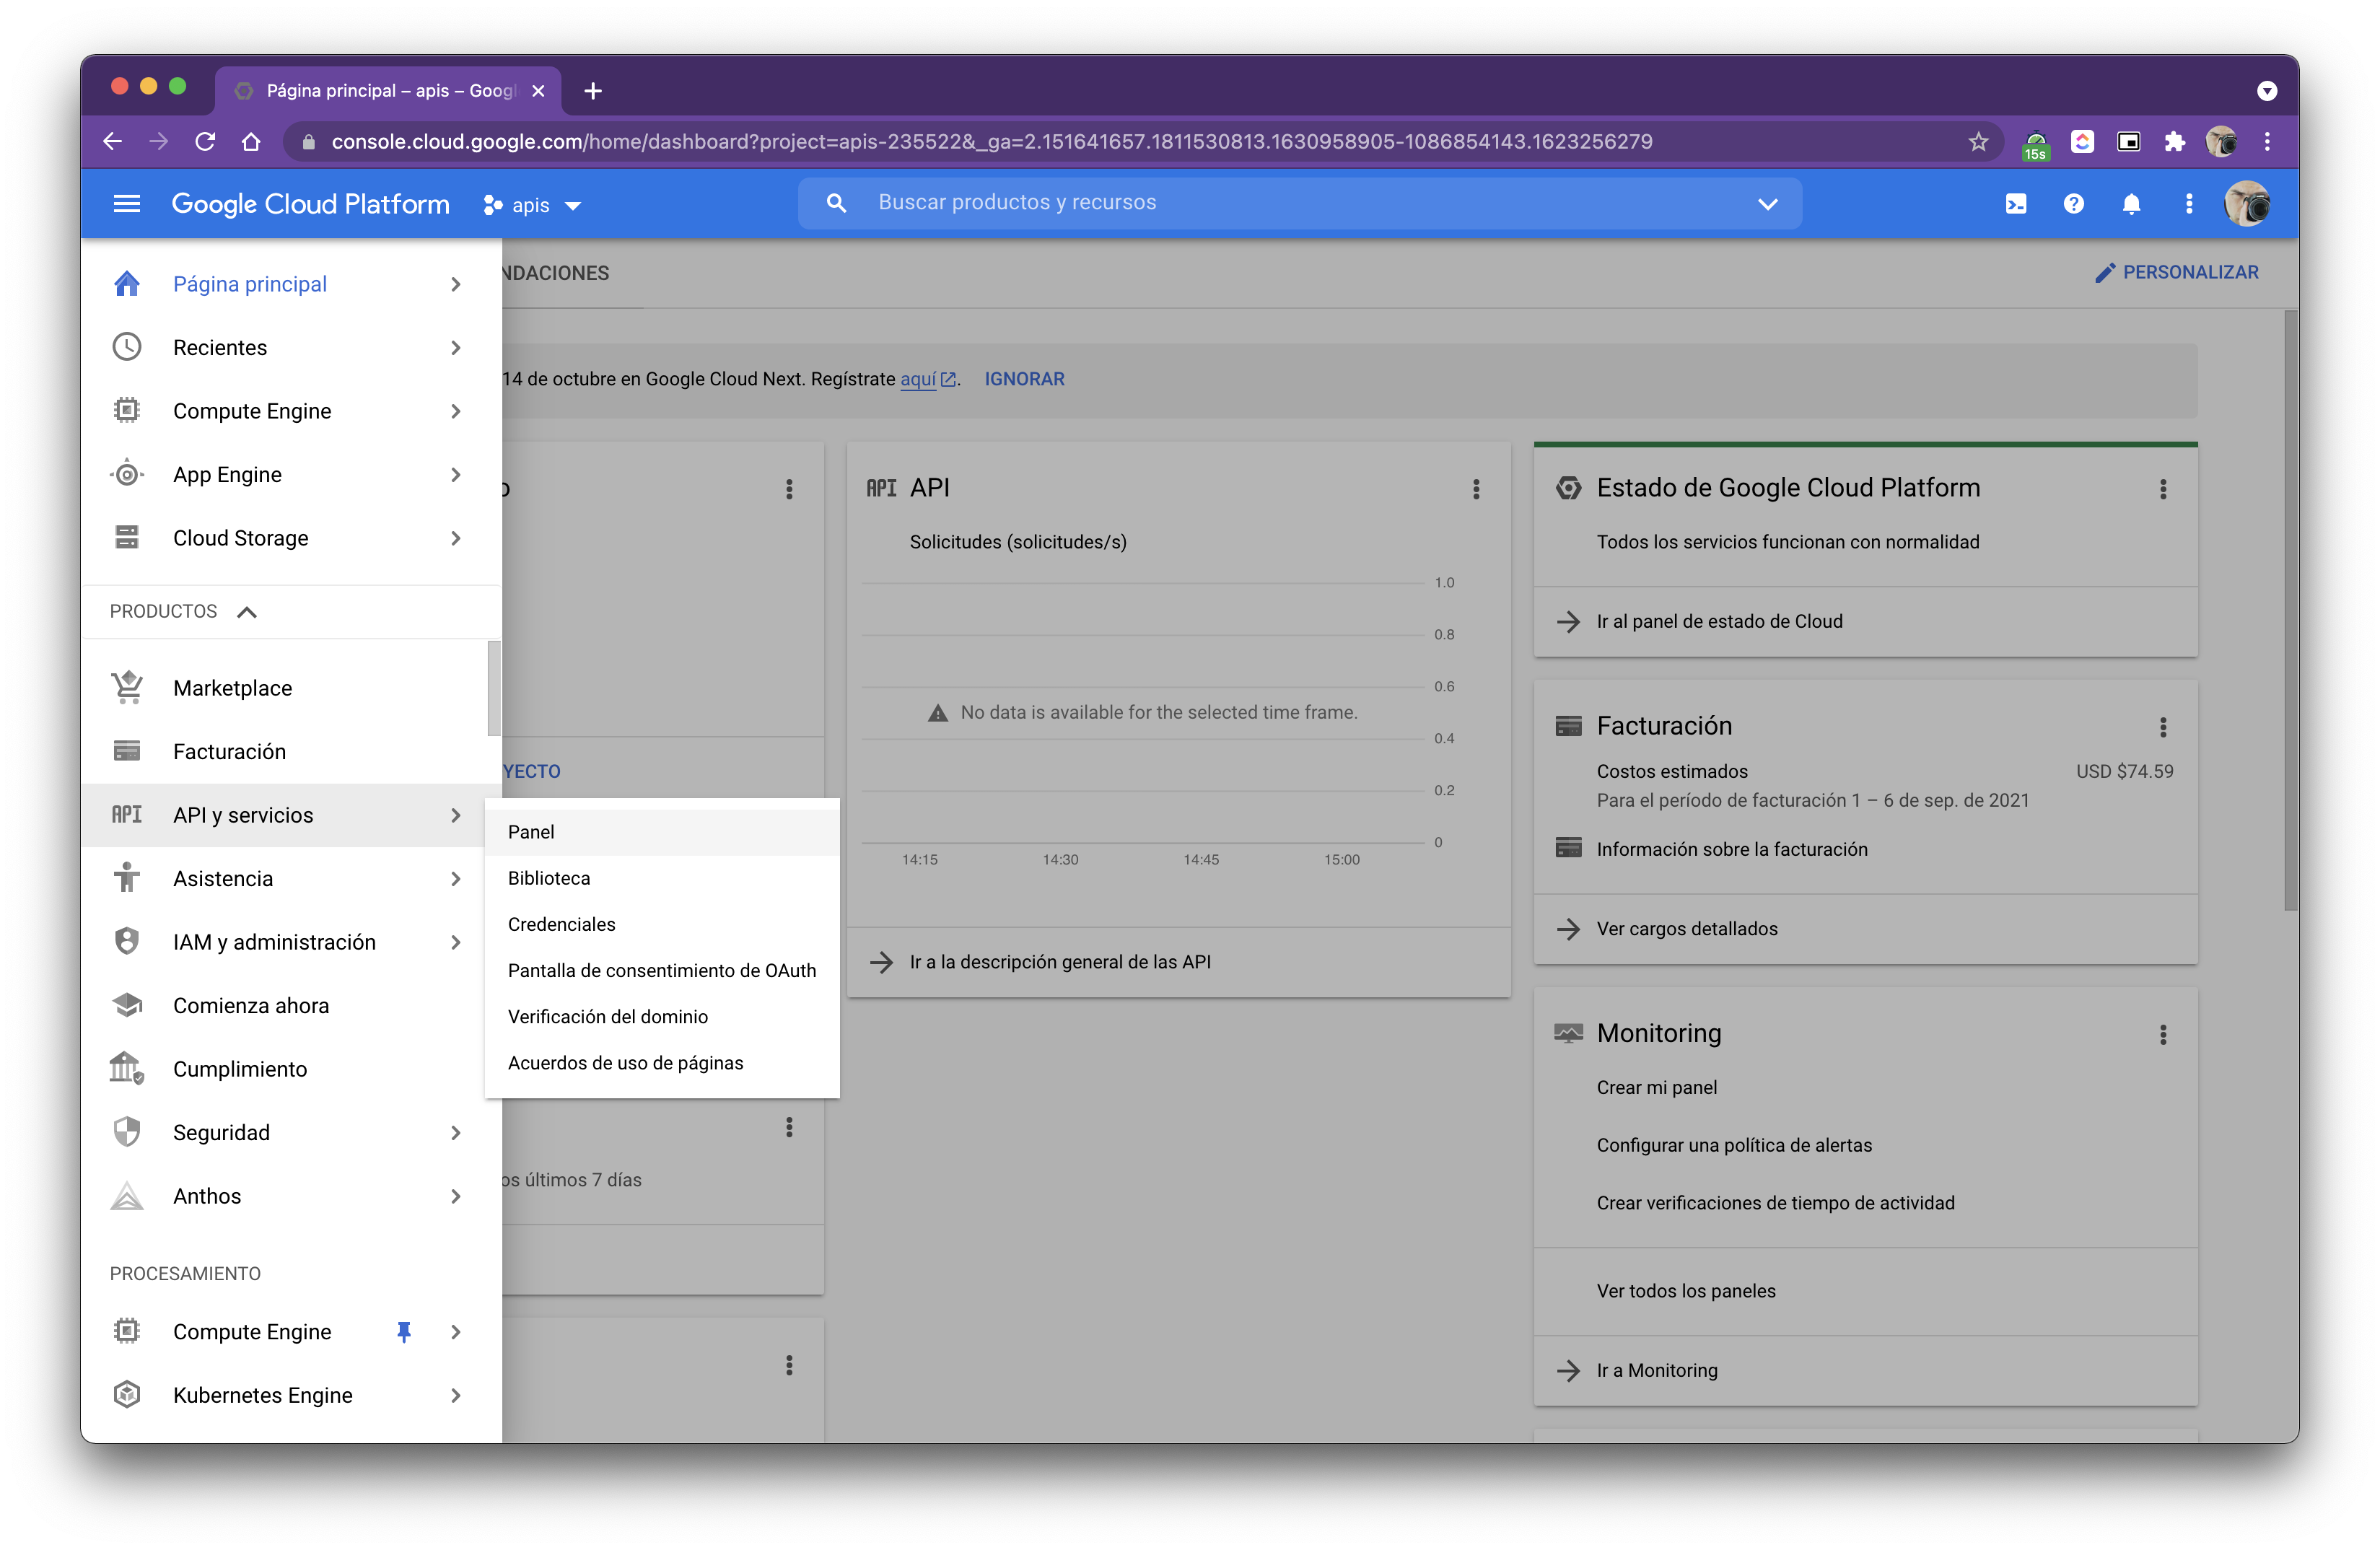 Página principal – apis – Googl
console.cloud.google.com/home/dashboard?project=apis-235522&_ga=2.151641657.1811530813.1630958905-1086854143.1623256279
15s
Google Cloud Platform
apis
Buscar productos y recursos
Página principal
Recientes
Compute Engine
App Engine
Cloud Storage
PRODUCTOS
Marketplace
Facturación
API API y servicios
Asistencia
IAM y administración
Comienza ahora
Cumplimiento
Seguridad
Anthos
PROCESAMIENTO
Compute Engine
Kubernetes Engine
Panel
Biblioteca
Credenciales
Pantalla de consentimiento de OAuth
Verificación del dominio
Acuerdos de uso de páginas
NDACIONES
PERSONALIZAR
14 de octubre en Google Cloud Next. Regístrate aquí. IGNORAR
o
YECTO
os últimos 7 días
API API
Solicitudes (solicitudes/s)
1.0
0.8
0.6
No data is available for the selected time frame.
0.4
0.2
0
14:15 14:30 14:45 15:00
Ir a la descripción general de las API
Estado de Google Cloud Platform
Todos los servicios funcionan con normalidad
Ir al panel de estado de Cloud
Facturación
Costos estimados USD $74.59
Para el período de facturación 1 – 6 de sep. de 2021
Información sobre la facturación
Ver cargos detallados
Monitoring
Crear mi panel
Configurar una política de alertas
Crear verificaciones de tiempo de actividad
Ver todos los paneles
Ir a Monitoring